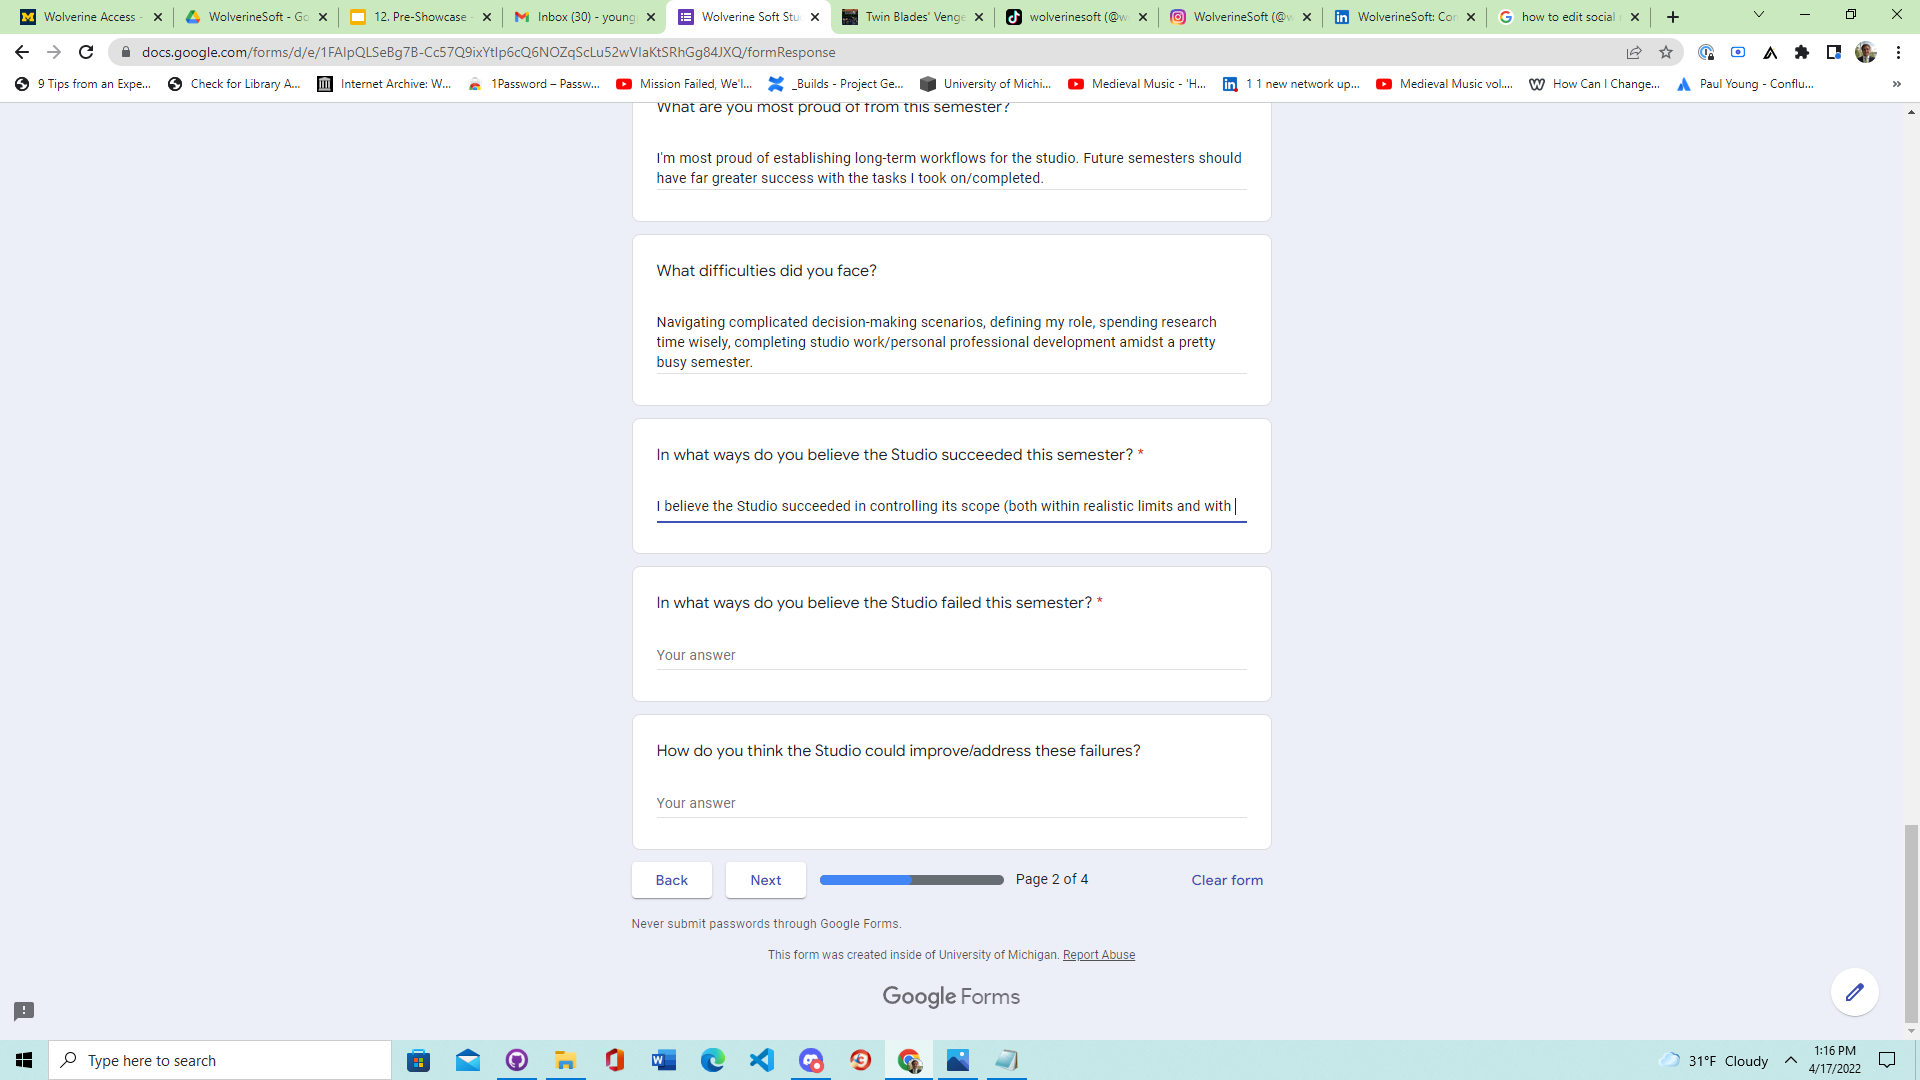 Wolverine Access -
WolverineSoft - Go
12. Pre-Showcase -
Inbox (30) - young
Wolverine Soft Stu
Twin Blades' Venge
wolverinesoft (@w
WolverineSoft (@w
WolverineSoft: Con
how to edit social
docs.google.com/forms/d/e/1FAIpQLSeBg7B-Cc57Q9ixYtIp6cQ6NOZqScLu52wVlaKtSRhGg84JXQ/formResponse
9 Tips from an Expe...
Check for Library A...
Internet Archive: W...
1Password – Passw...
Mission Failed, We'l...
_Builds - Project Ge...
University of Michi...
Medieval Music - 'H...
1 1 new network up...
Medieval Music vol....
How Can I Change...
Paul Young - Conflu...
»
What are you most proud of from this semester?
I'm most proud of establishing long-term workflows for the studio. Future semesters should
have far greater success with the tasks I took on/completed.
What difficulties did you face?
Navigating complicated decision-making scenarios, defining my role, spending research
time wisely, completing studio work/personal professional development amidst a pretty
busy semester.
In what ways do you believe the Studio succeeded this semester? *
I believe the Studio succeeded in controlling its scope (both within realistic limits and with
In what ways do you believe the Studio failed this semester? *
Your answer
How do you think the Studio could improve/address these failures?
Your answer
Back
Next
Page 2 of 4
Clear form
Never submit passwords through Google Forms.
This form was created inside of University of Michigan. Report Abuse
Google Forms
Type here to search
31°F Cloudy
1:16 PM
4/17/2022